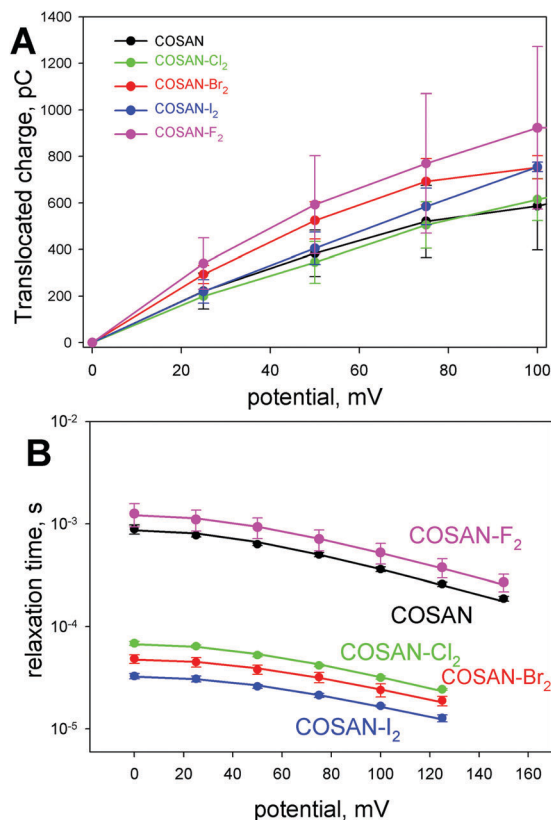 A
Translocated charge, pC
1400
1200
1000
800
600
400
200
0
COSAN
COSAN-Cl₂
COSAN-Br₂
COSAN-I₂
COSAN-F₂
0 20 40 60 80 100
potential, mV
B
relaxation time, s
10⁻²
10⁻³
10⁻⁴
10⁻⁵
COSAN-F₂
COSAN
COSAN-Cl₂
COSAN-Br₂
COSAN-I₂
0 20 40 60 80 100 120 140 160
potential, mV